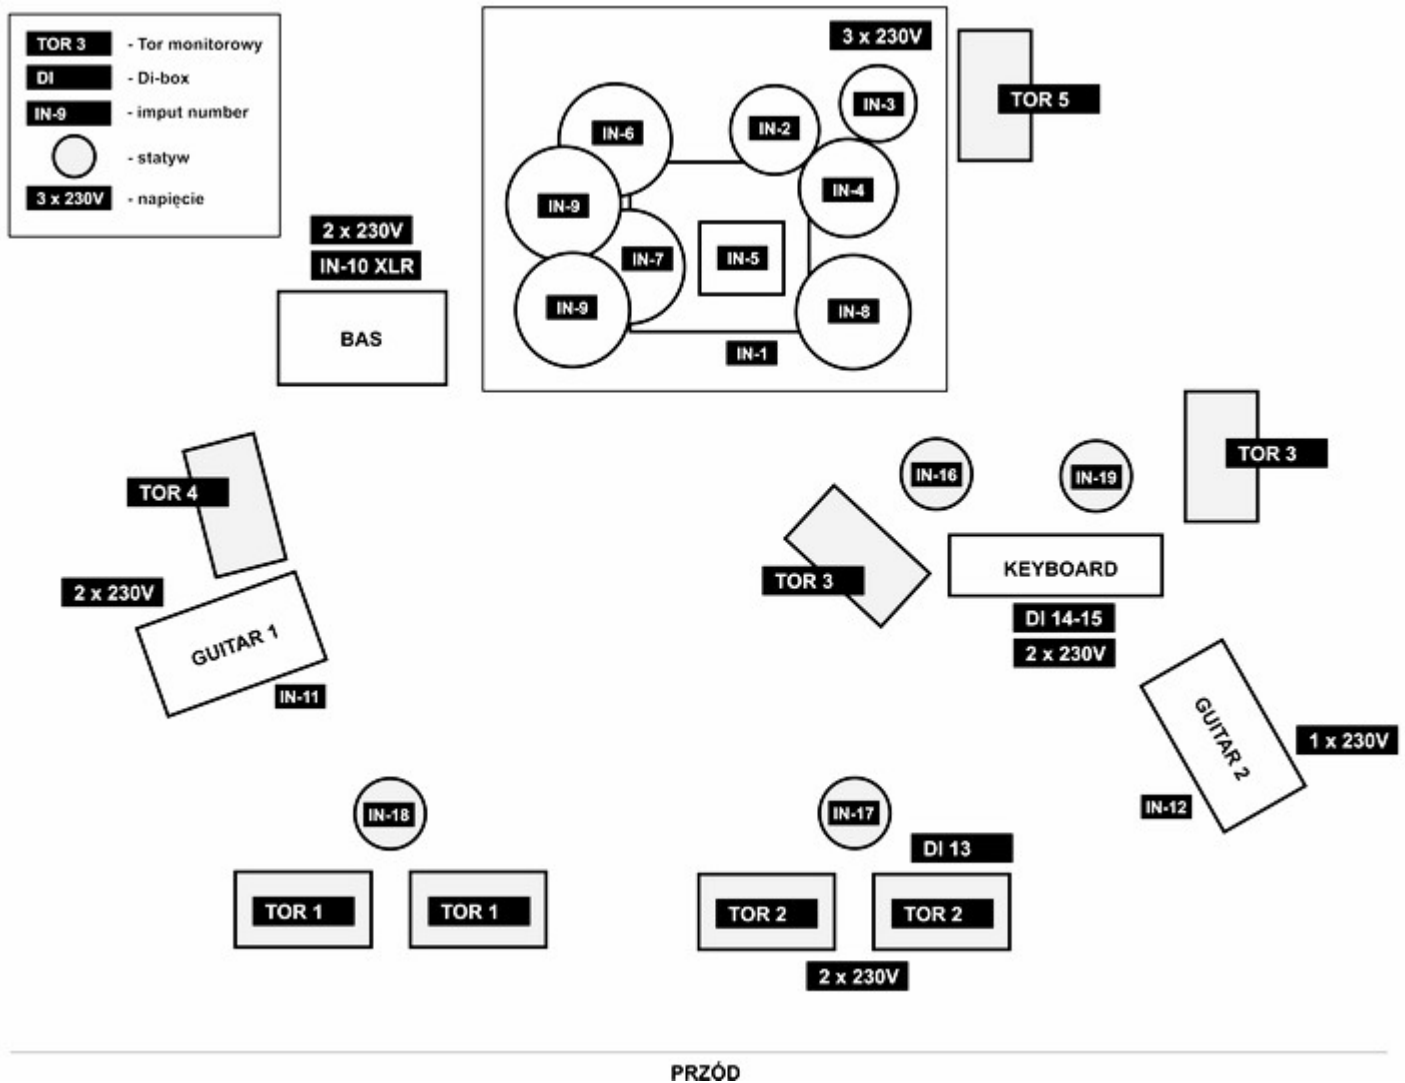 TOR 3 - Tor monitorowy
DI - Di-box
IN-9 - imput number
- statyw
3 x 230V - napięcie
3 x 230V
TOR 5
IN-3
IN-2
IN-6
IN-4
IN-9
IN-7
IN-5
IN-9
IN-8
IN-1
2 x 230V
IN-10 XLR
BAS
TOR 4
2 x 230V
GUITAR 1
IN-11
TOR 3
IN-16
IN-19
TOR 3
KEYBOARD
DI 14-15
2 x 230V
GUITAR 2
1 x 230V
IN-12
IN-18
IN-17
DI 13
TOR 1
TOR 1
TOR 2
TOR 2
2 x 230V
PRZÓD